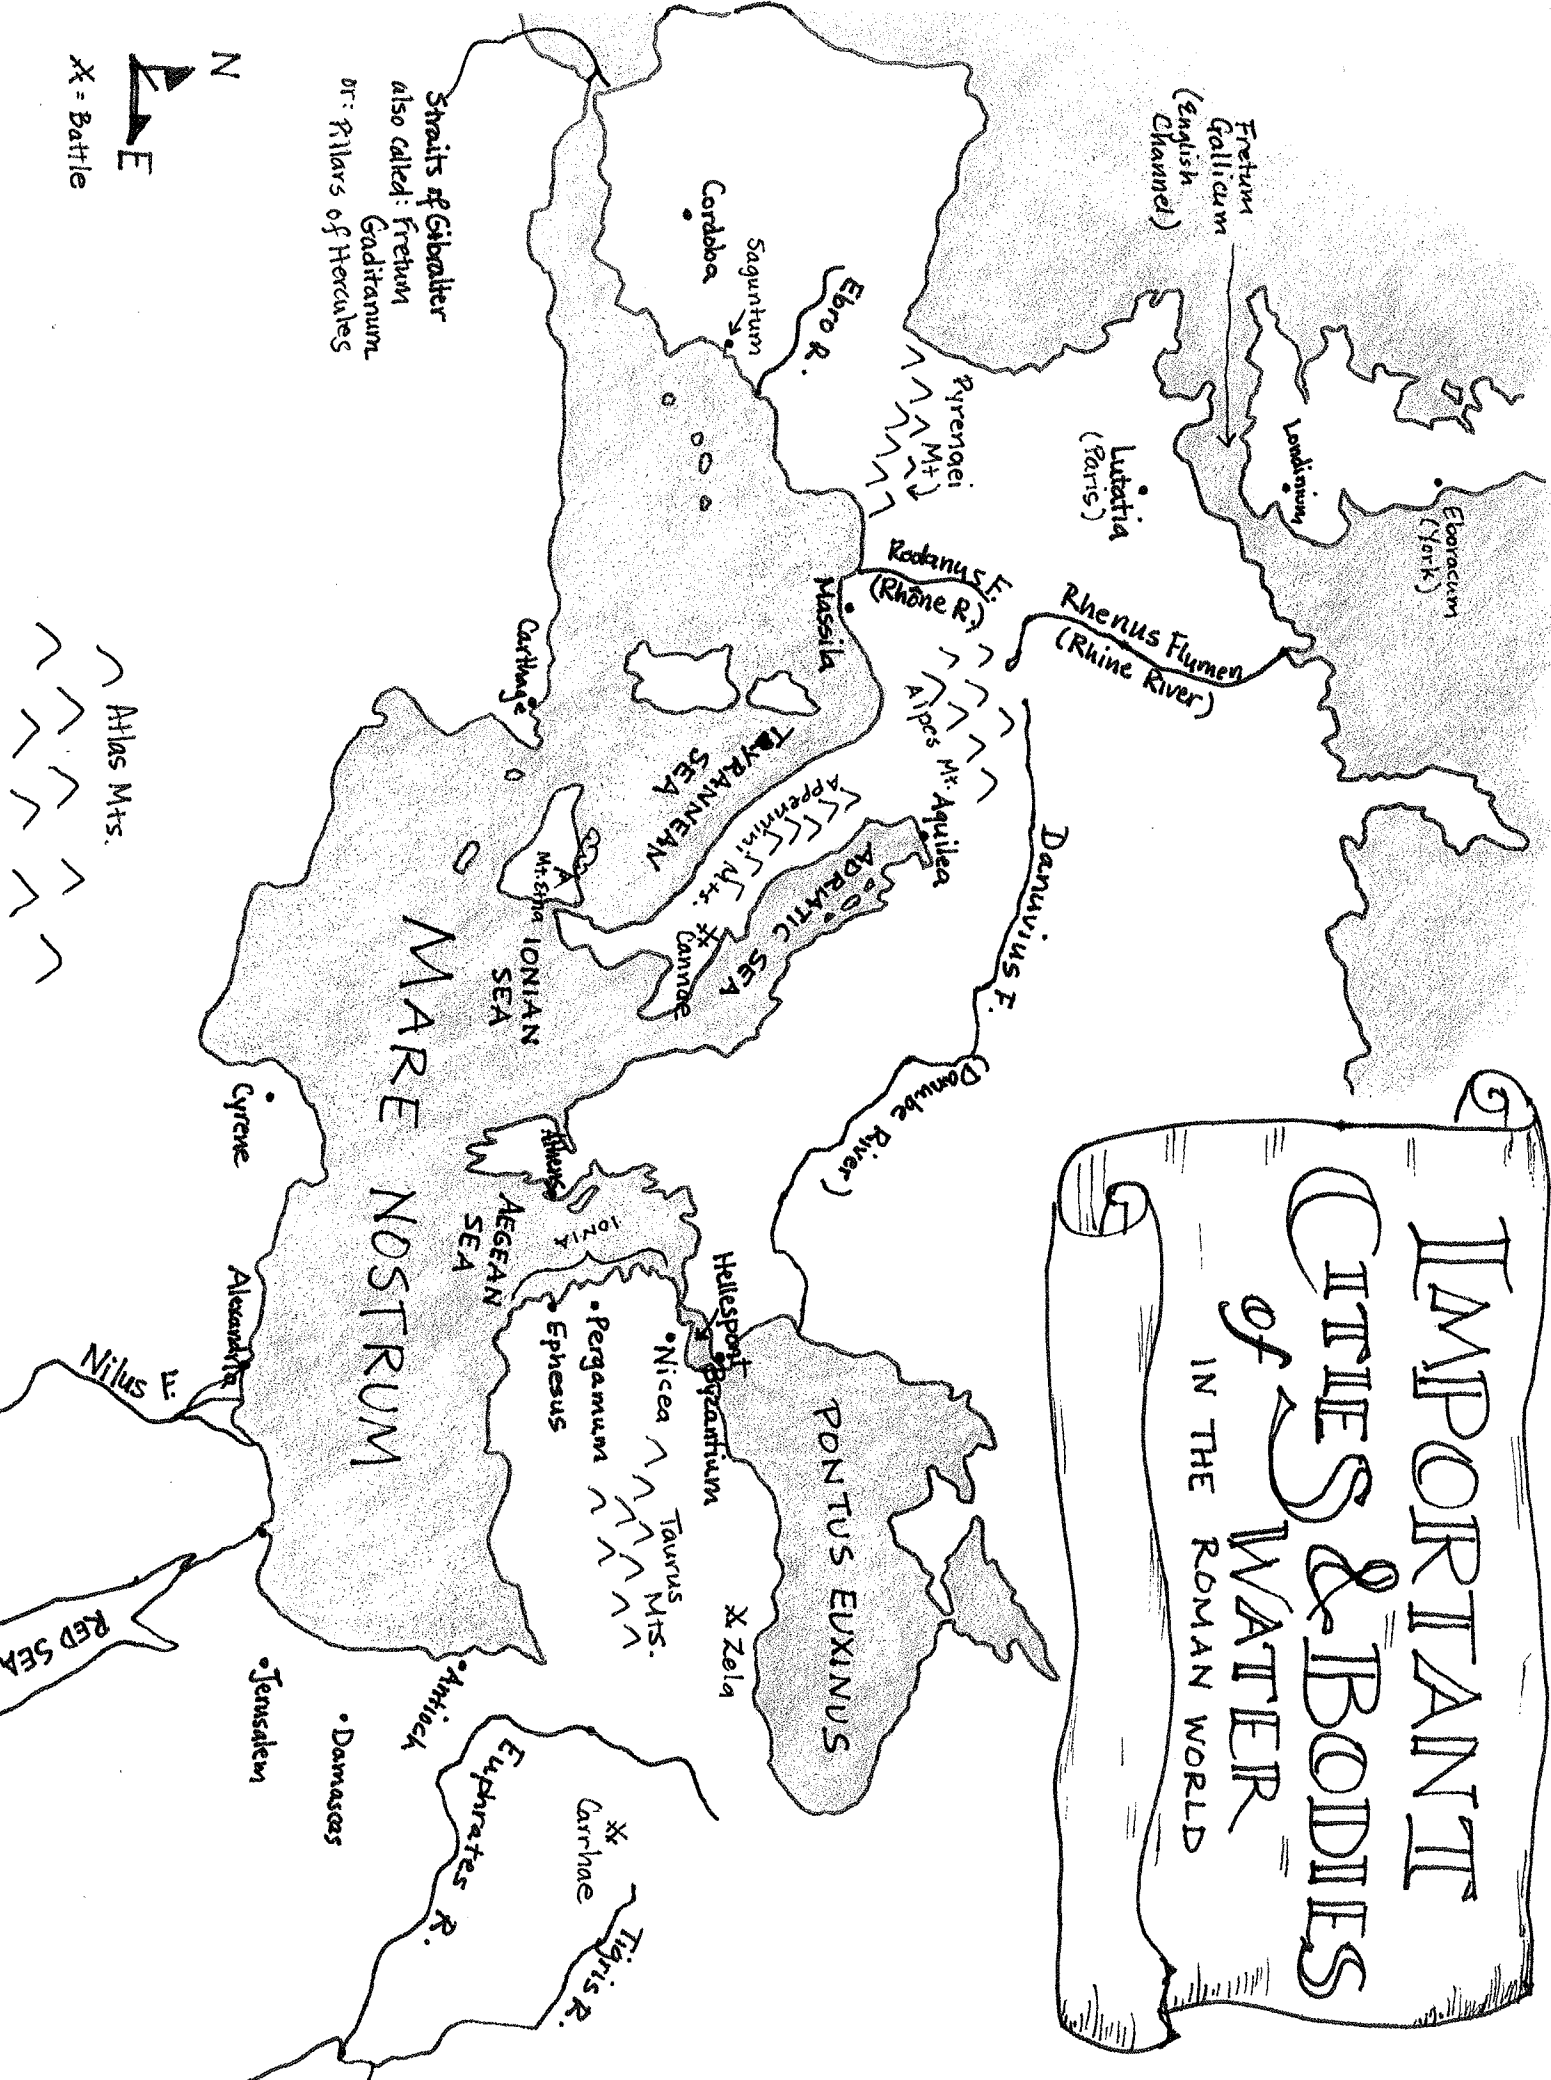 IMPORTANT
CITIES & BODIES
of WATER
IN THE ROMAN WORLD
Eboracum
(York)
Londinium
Fretum
Gallicum
(English
Channel)
Lutatia
(Paris)
Rhenus Flumen
(Rhine River)
Rodanus F.
(Rhône R.)
Pyrenaei
Mt
Alpes Mt.
Danuvius F.
(Danube River)
Aquilea
Ebro R.
Saguntum
Cordoba
Massila
Appennini Mts.
ADRIATIC SEA
TYRANNEAN
SEA
Cannae
Mt. Etna
IONIAN
SEA
Carthage
Straits of Gibralter
also called: Fretum
Gaditanum
or: Pillars of Hercules
N
E
= Battle
Atlas Mts.
MARE NOSTRUM
Cyrene
Athens
AEGEAN
SEA
IONIA
Hellespont
Byzantium
PONTUS EUXINUS
Nicea
Pergamum
Ephesus
Taurus
Mts.
Zela
Alexandria
Nilus F.
RED SEA
Jerusalem
Damascas
Antioch
Euphrates R.
Carrhae
Tigris R.